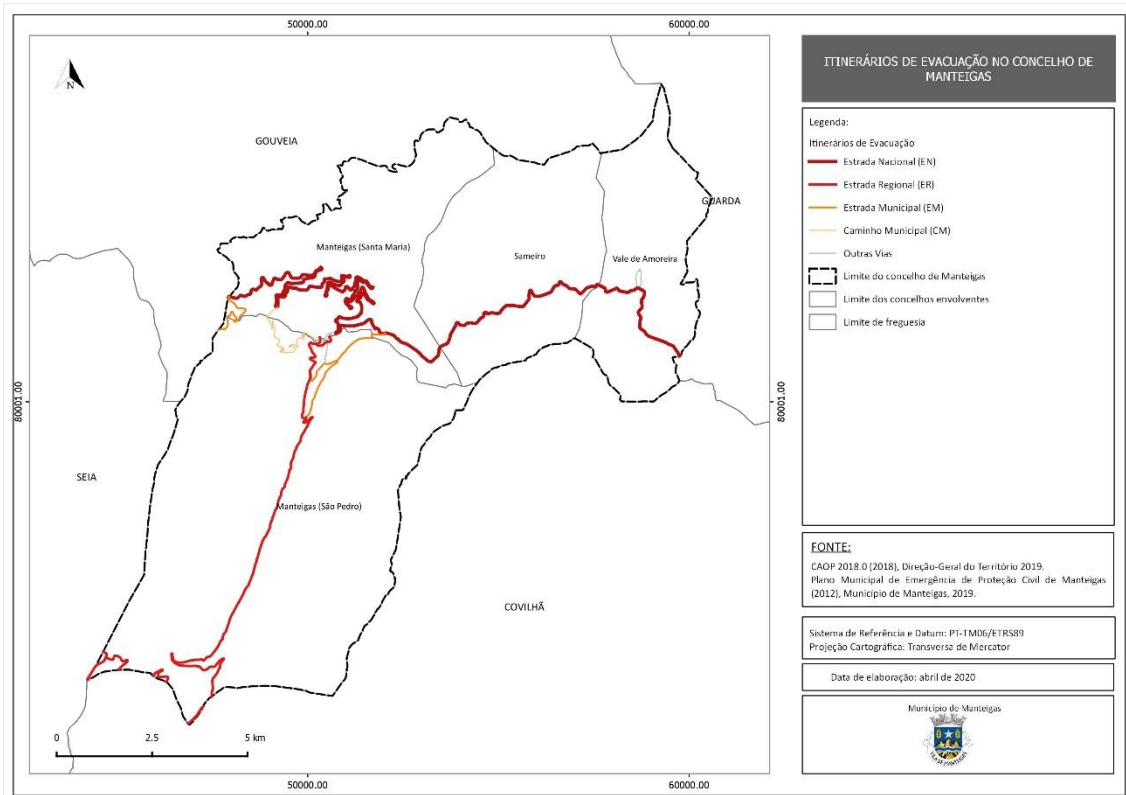 50000.00
60000.00
N
GOUVEIA
GUARDA
Manteigas (Santa Maria)
Sameiro
Vale de Amoreira
80001.00
80001.00
SEIA
Manteigas (São Pedro)
COVILHÃ
0 2.5 5 km
50000.00
60000.00
ITINERÁRIOS DE EVACUAÇÃO NO CONCELHO DE
MANTEIGAS
Legenda:
Itinerários de Evacuação
Estrada Nacional (EN)
Estrada Regional (ER)
Estrada Municipal (EM)
Caminho Municipal (CM)
Outras Vias
Limite do concelho de Manteigas
Limite dos concelhos envolventes
Limite de freguesia
FONTE:
CAOP 2018.0 (2018), Direção-Geral do Território 2019.
Plano Municipal de Emergência de Proteção Civil de Manteigas
(2012), Município de Manteigas, 2019.
Sistema de Referência e Datum: PT-TM06/ETRS89
Projeção Cartográfica: Transversa de Mercator
Data de elaboração: abril de 2020
Município de Manteigas
VILA DE MANTEIGAS